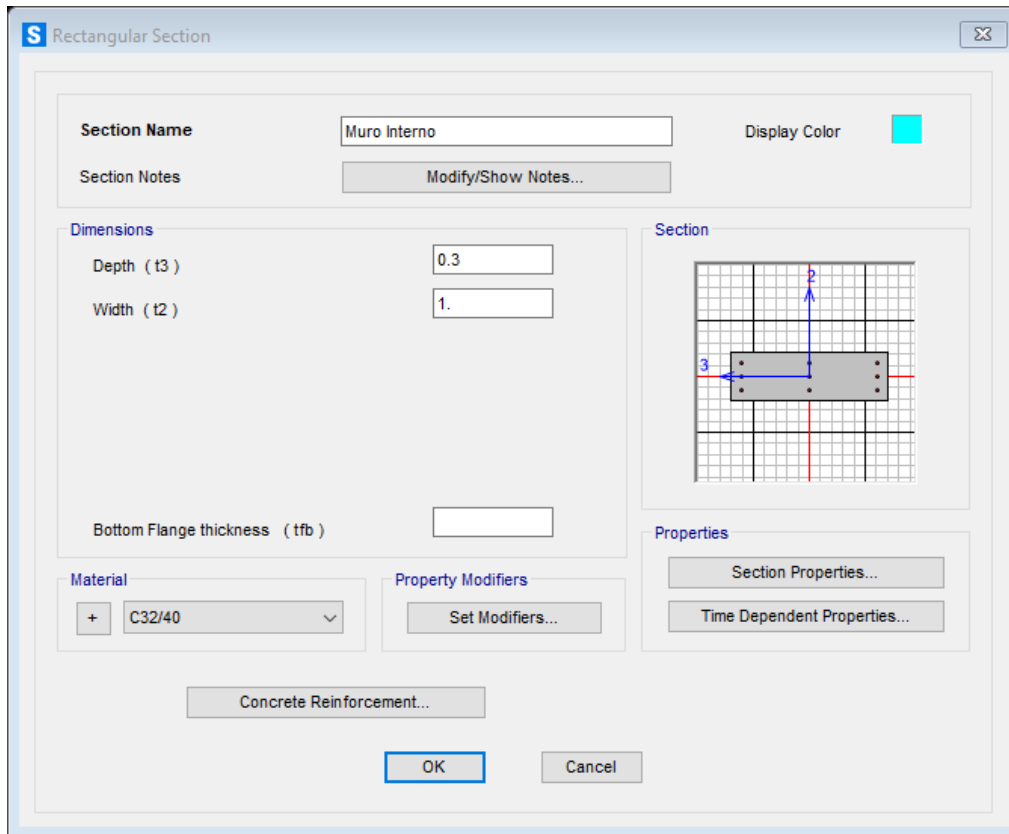 S Rectangular Section
Section Name Muro Interno Display Color
Section Notes Modify/Show Notes...
Dimensions
Depth ( t3 ) 0.3
Width ( t2 ) 1.
Bottom Flange thickness ( tfb )
Section
2
3
Properties
Section Properties...
Time Dependent Properties...
Material
+ C32/40
Property Modifiers
Set Modifiers...
Concrete Reinforcement...
OK Cancel